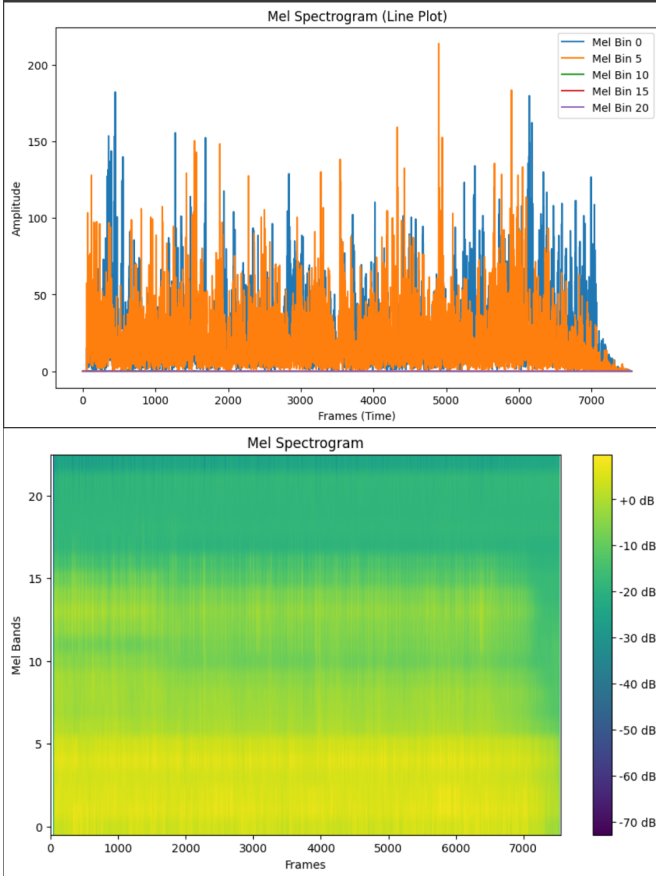 Mel Spectrogram (Line Plot)
Mel Bin 0
Mel Bin 5
Mel Bin 10
Mel Bin 15
Mel Bin 20
200
150
100
50
0
Amplitude
0 1000 2000 3000 4000 5000 6000 7000
Frames (Time)
Mel Spectrogram
20
15
10
5
0
Mel Bands
0 1000 2000 3000 4000 5000 6000 7000
Frames
+0 dB
-10 dB
-20 dB
-30 dB
-40 dB
-50 dB
-60 dB
-70 dB